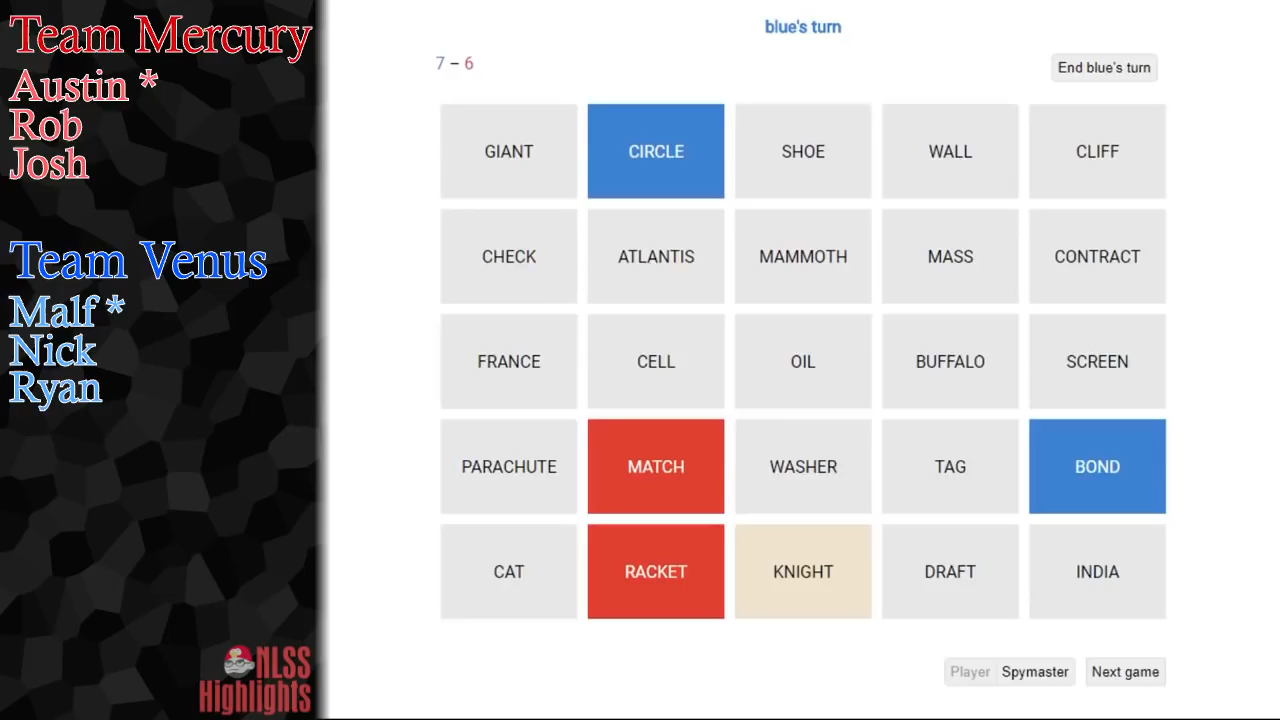 Team Mercury
Austin *
Rob
Josh
Team Venus
Malf *
Nick
Ryan
NLSS
Highlights
blue's turn
7 – 6
End blue's turn
GIANT CIRCLE SHOE WALL CLIFF
CHECK ATLANTIS MAMMOTH MASS CONTRACT
FRANCE CELL OIL BUFFALO SCREEN
PARACHUTE MATCH WASHER TAG BOND
CAT RACKET KNIGHT DRAFT INDIA
Player Spymaster Next game